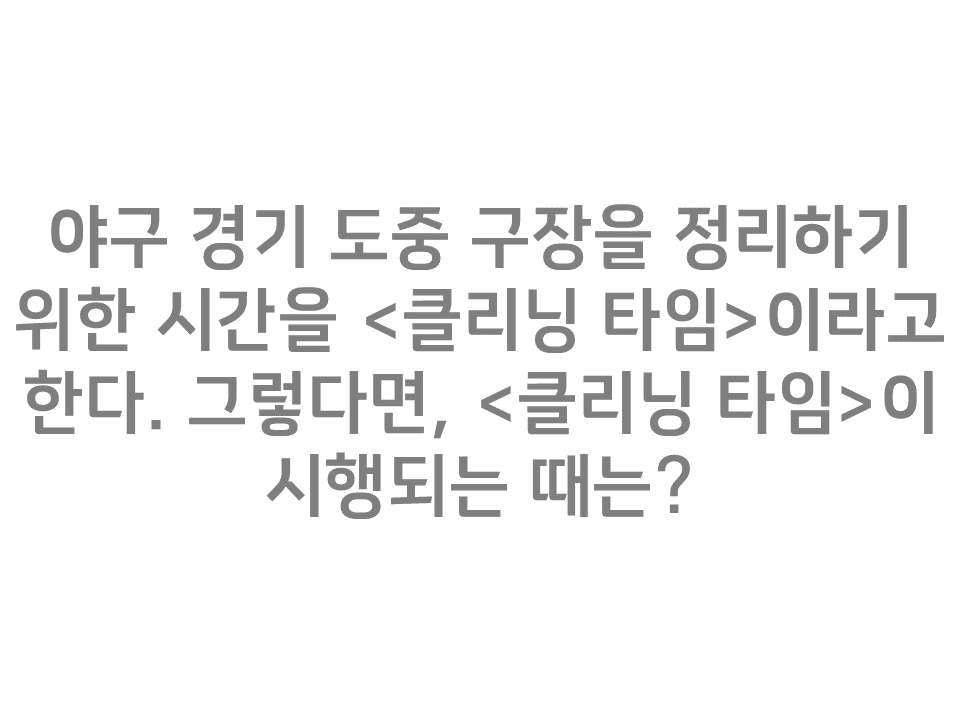 야구 경기 도중 구장을 정리하기
위한 시간을 <클리닝 타임>이라고
한다. 그렇다면, <클리닝 타임>이
시행되는 때는?